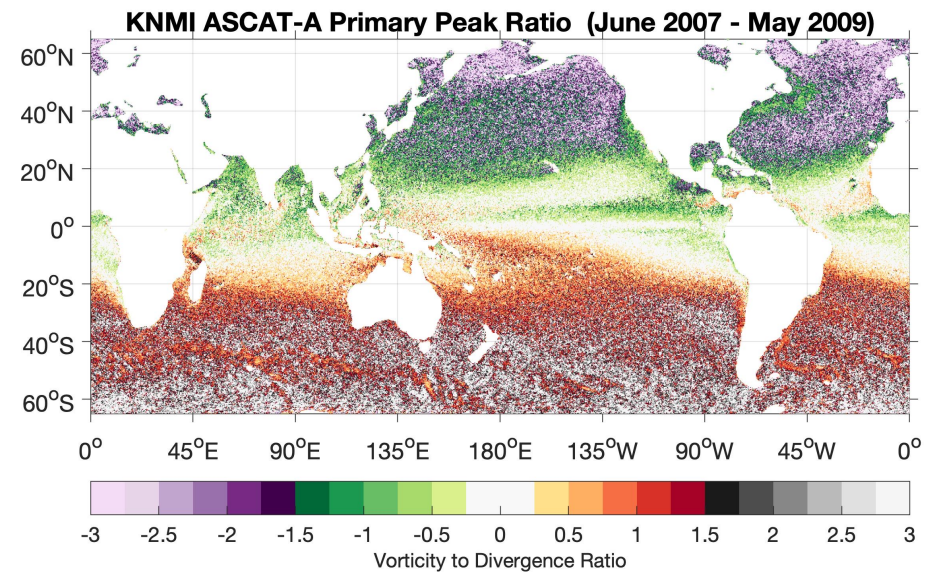 KNMI ASCAT-A Primary Peak Ratio (June 2007 - May 2009)
60°N
40°N
20°N
0°
20°S
40°S
60°S
0° 45°E 90°E 135°E 180°E 135°W 90°W 45°W 0°
-3 -2.5 -2 -1.5 -1 -0.5 0 0.5 1 1.5 2 2.5 3
Vorticity to Divergence Ratio